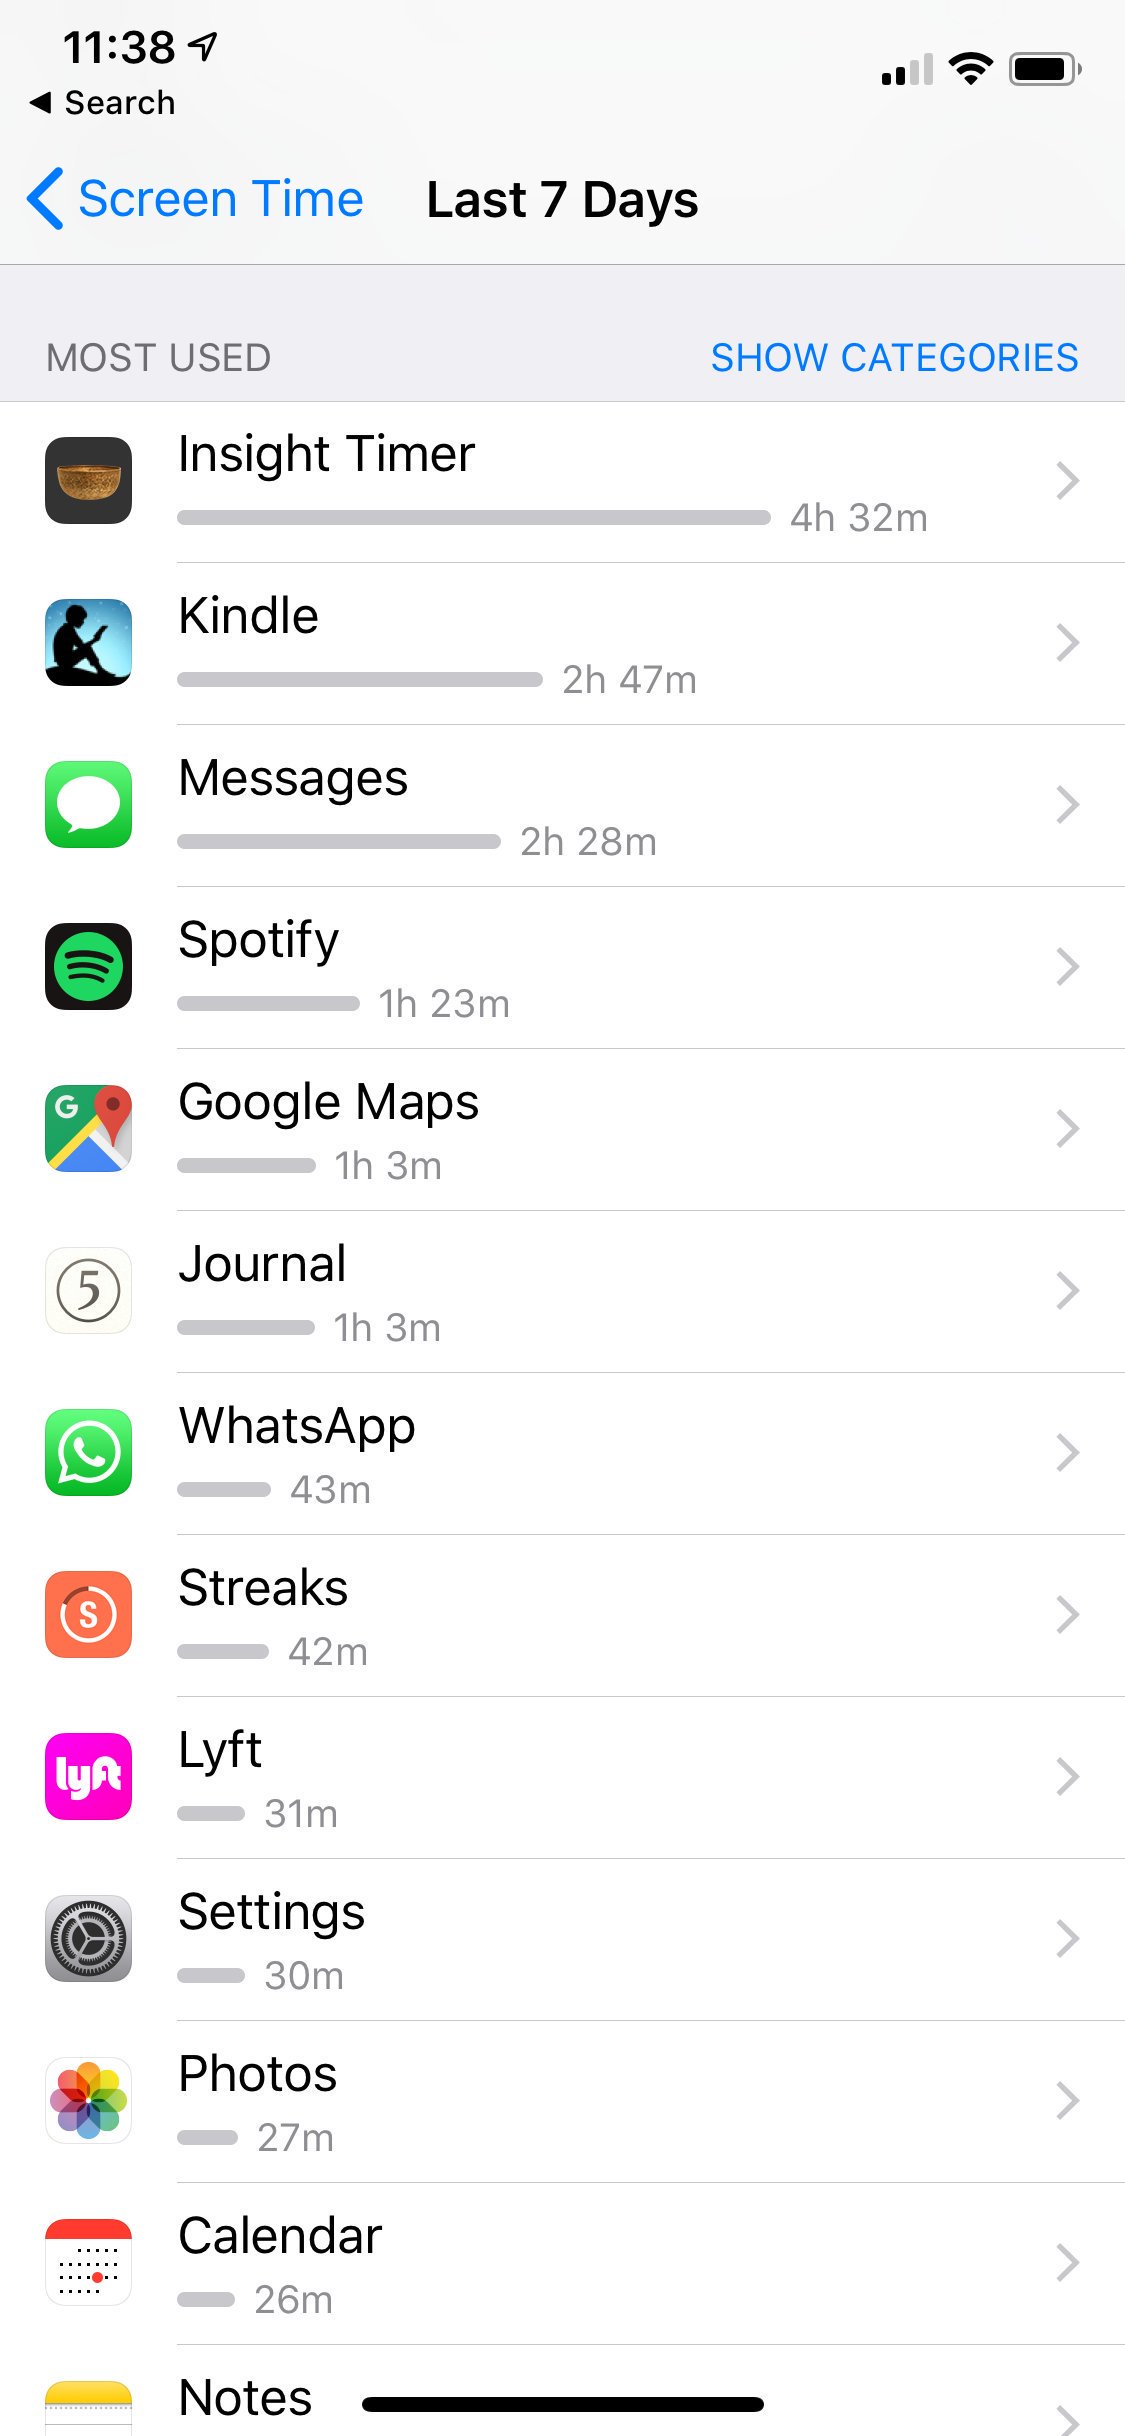 11:38
Search
Screen Time
Last 7 Days
MOST USED
SHOW CATEGORIES
Insight Timer
4h 32m
Kindle
2h 47m
Messages
2h 28m
Spotify
1h 23m
G
Google Maps
1h 3m
5
Journal
1h 3m
WhatsApp
43m
S
Streaks
42m
lyft
Lyft
31m
Settings
30m
Photos
27m
Calendar
26m
Notes